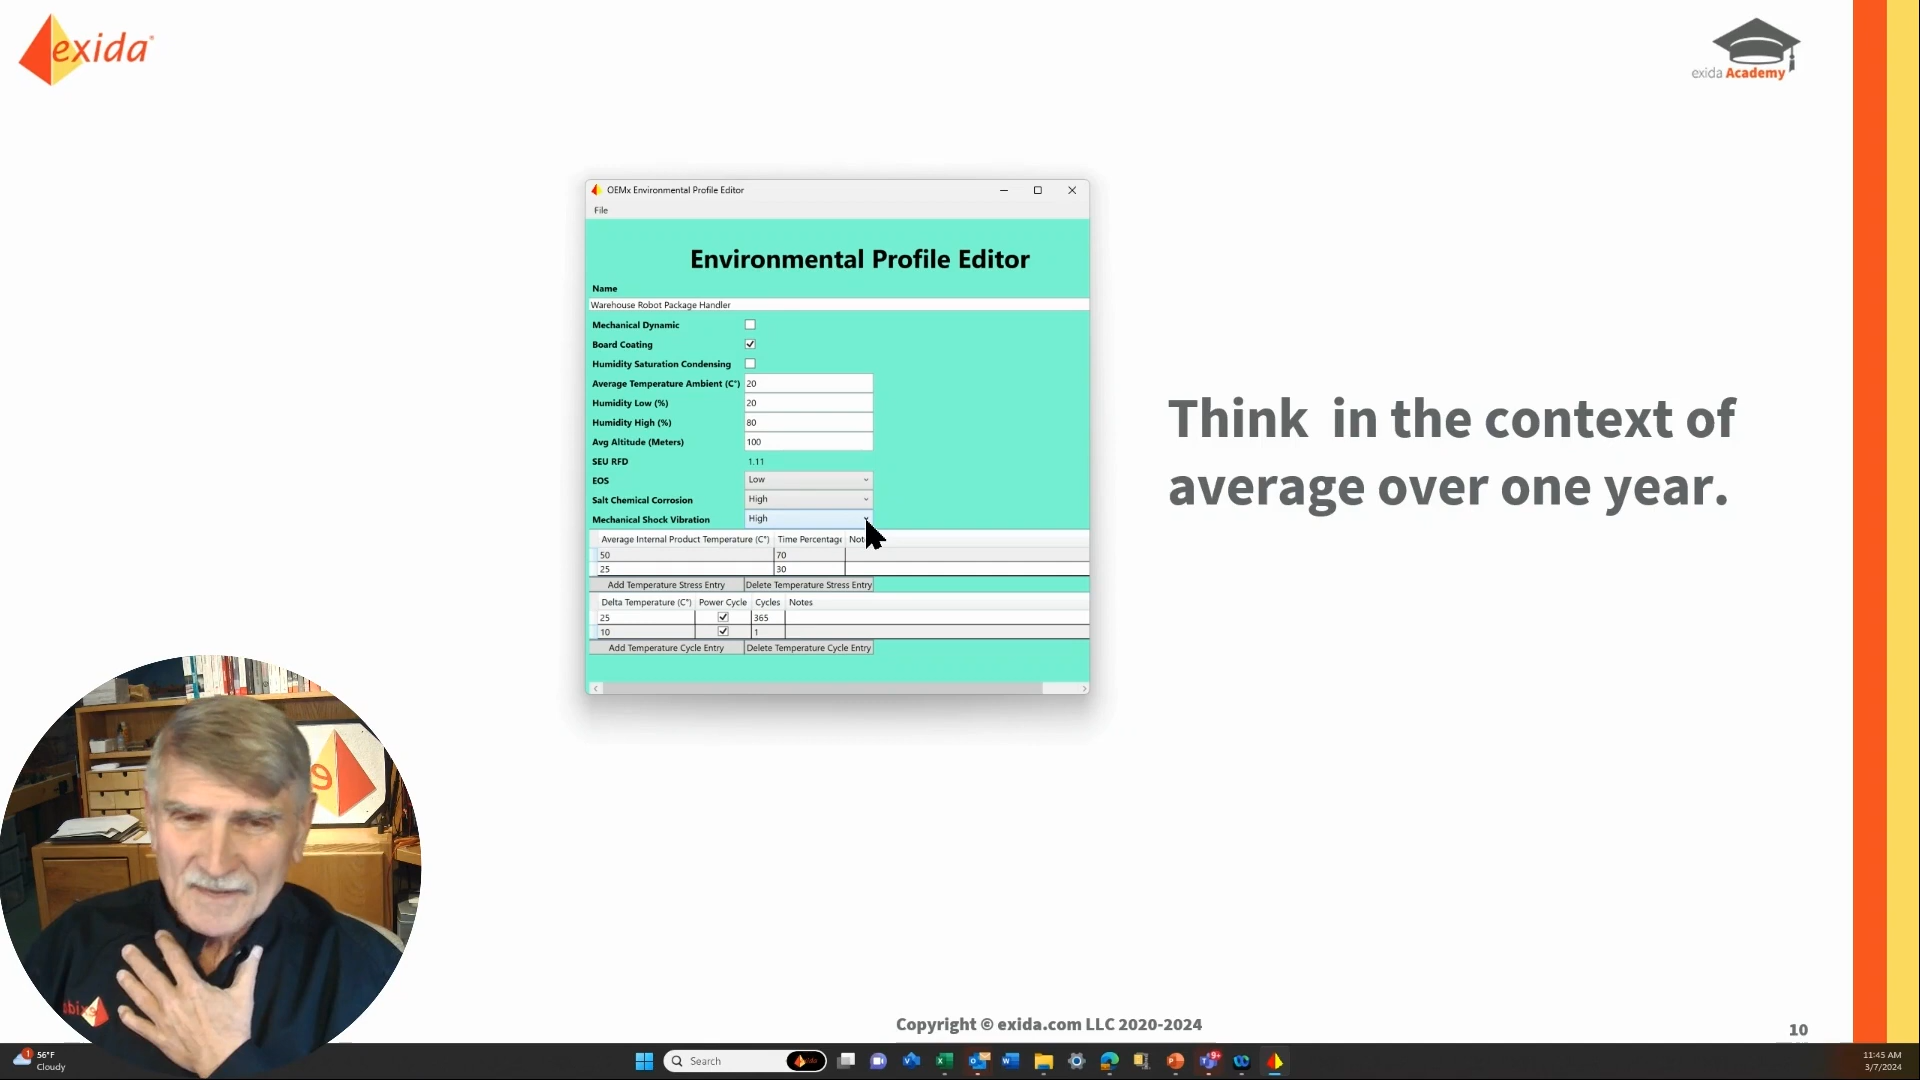 exida
exida Academy
OEMx Environmental Profile Editor
File
Environmental Profile Editor
Name
Warehouse Robot Package Handler
Mechanical Dynamic
Board Coating
Humidity Saturation Condensing
Average Temperature Ambient (C°) 20
Humidity Low (%) 20
Humidity High (%) 80
Avg Altitude (Meters) 100
SEU RFD 1.11
EOS Low
Salt Chemical Corrosion High
Mechanical Shock Vibration High
Average Internal Product Temperature (C°) Time Percentage
50 70
25 30
Add Temperature Stress Entry Delete Temperature Stress Entry
Delta Temperature (C°) Power Cycle Cycles Notes
25 365
10 1
Add Temperature Cycle Entry Delete Temperature Cycle Entry
Think in the context of
average over one year.
Copyright © exida.com LLC 2020-2024
10
56°F
Cloudy
Search
11:45 AM
3/7/2024